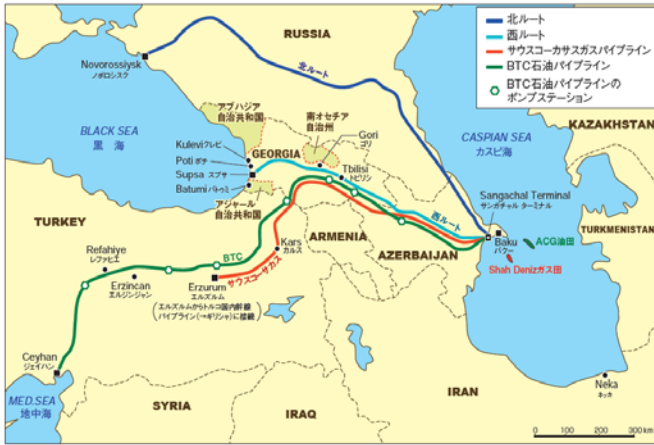 RUSSIA
北ルート
西ルート
サウスコーカサスガスパイプライン
BTC石油パイプライン
BTC石油パイプラインの
ポンプステーション
Novorossiysk
ノボロシスク
北ルート
アブハジア
自治共和国
南オセチア
自治州
BLACK SEA
黒 海
CASPIAN SEA
カスピ海
KAZAKHSTAN
Kulevi クレビ
Poti ポチ
Supsa スプサ
Batumi バトゥミ
GEORGIA
Gori
ゴリ
Tbilisi
トビリシ
アジャール
自治共和国
Sangachal Terminal
サンガチャル ターミナル
西ルート
TURKEY
ARMENIA
AZERBAIJAN
Baku
バクー
ACG油田
TURKMENISTAN
Shah Denizガス田
Refahiye
レファヒエ
BTC
Kars
カルス
サウスコーカサス
Erzincan
エルジンジャン
Erzurum
エルズルム
(エルズルムからトルコ国内幹線
パイプライン(→ギリシャ)に接続)
Ceyhan
ジェイハン
MED.SEA
地中海
SYRIA
IRAQ
IRAN
Neka
ネッカ
0 100 200 300 km